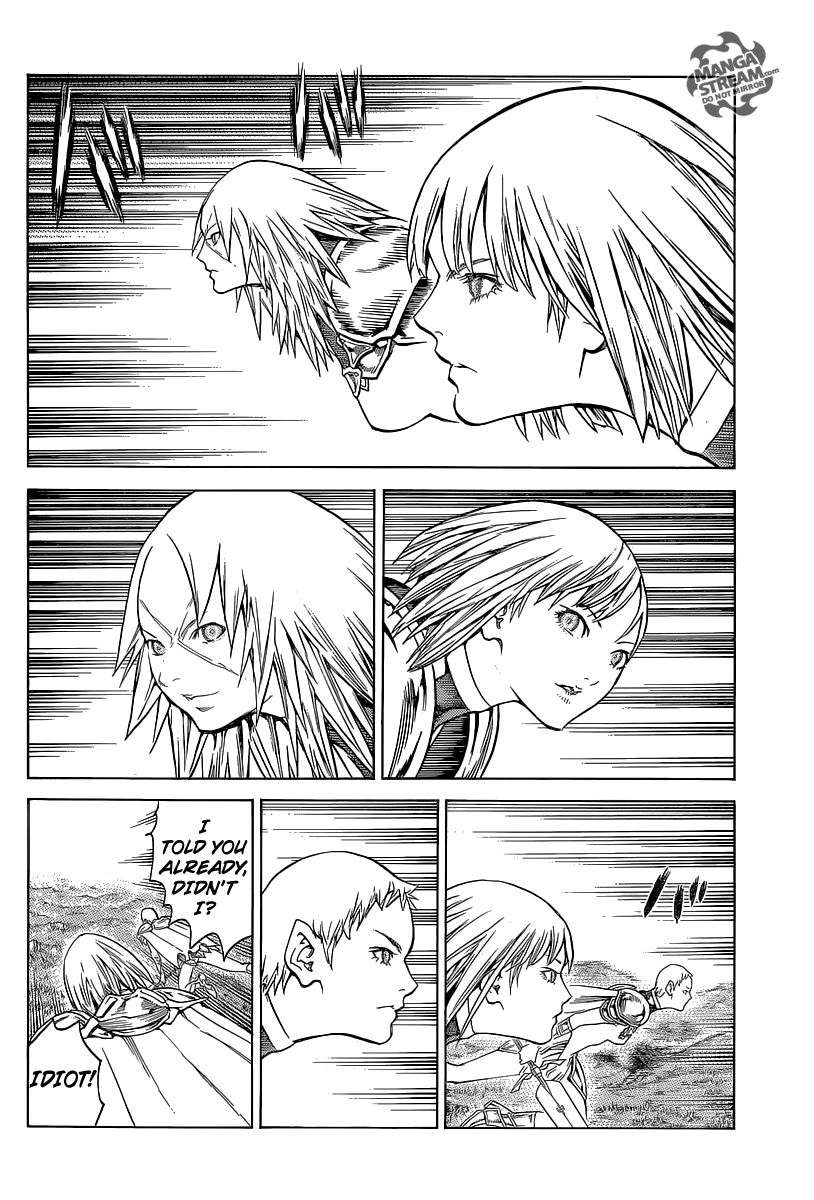 MANGA
STREAM.com
DO NOT MIRROR!
I
TOLD YOU
ALREADY,
DIDN'T
I?
IDIOT!